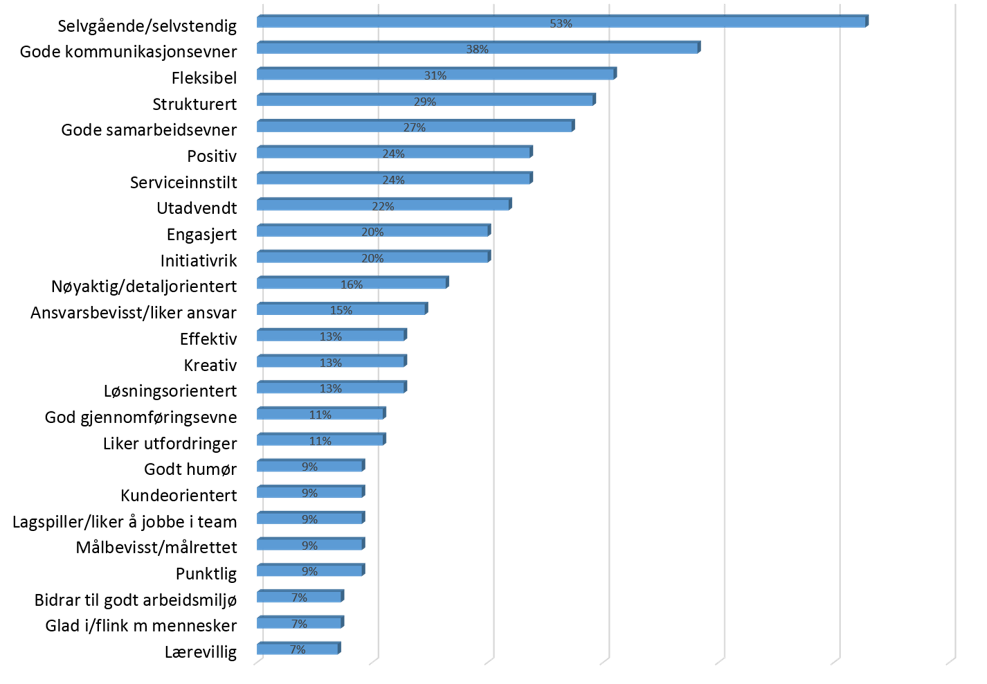 Selvgående/selvstendig 53%
Gode kommunikasjonsevner 38%
Fleksibel 31%
Strukturert 29%
Gode samarbeidsevner 27%
Positiv 24%
Serviceinnstilt 24%
Utadvendt 22%
Engasjert 20%
Initiativrik 20%
Nøyaktig/detaljorientert 16%
Ansvarsbevisst/liker ansvar 15%
Effektiv 13%
Kreativ 13%
Løsningsorientert 13%
God gjennomføringsevne 11%
Liker utfordringer 11%
Godt humør 9%
Kundeorientert 9%
Lagspiller/liker å jobbe i team 9%
Målbevisst/målrettet 9%
Punktlig 9%
Bidrar til godt arbeidsmiljø 7%
Glad i/flink m mennesker 7%
Lærevillig 7%